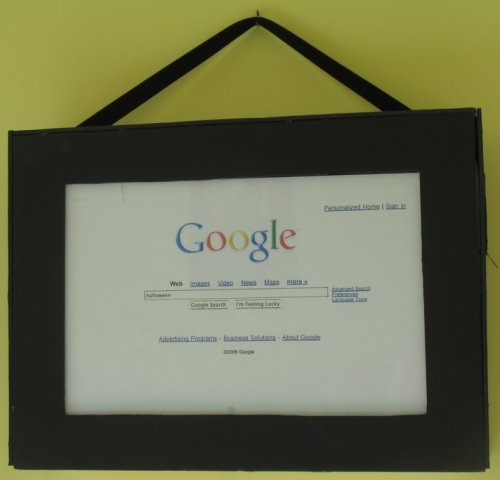 Personalized Home | Sign in
Google
Web Images Video News Maps more »
halloween
Advanced Search
Preferences
Language Tools
Google Search I'm Feeling Lucky
Advertising Programs - Business Solutions - About Google
©2006 Google